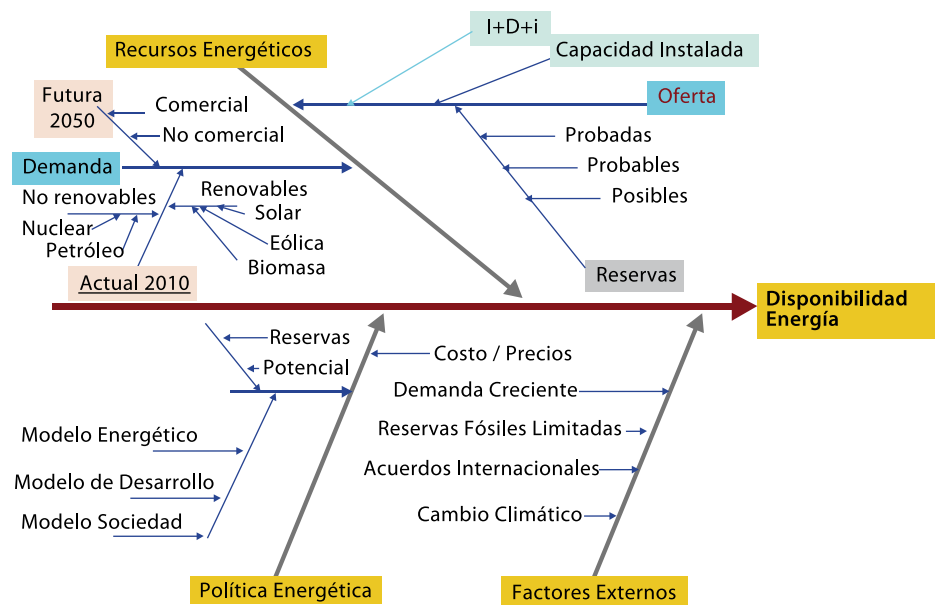 I+D+i
Recursos Energéticos
Capacidad Instalada
Futura
2050
Comercial
Oferta
No comercial
Probadas
Demanda
Probables
No renovables
Renovables
Posibles
Solar
Nuclear
Petróleo
Eólica
Biomasa
Actual 2010
Reservas
Disponibilidad
Energía
Reservas
Potencial
Costo / Precios
Demanda Creciente
Modelo Energético
Reservas Fósiles Limitadas
Modelo de Desarrollo
Acuerdos Internacionales
Modelo Sociedad
Cambio Climático
Política Energética
Factores Externos